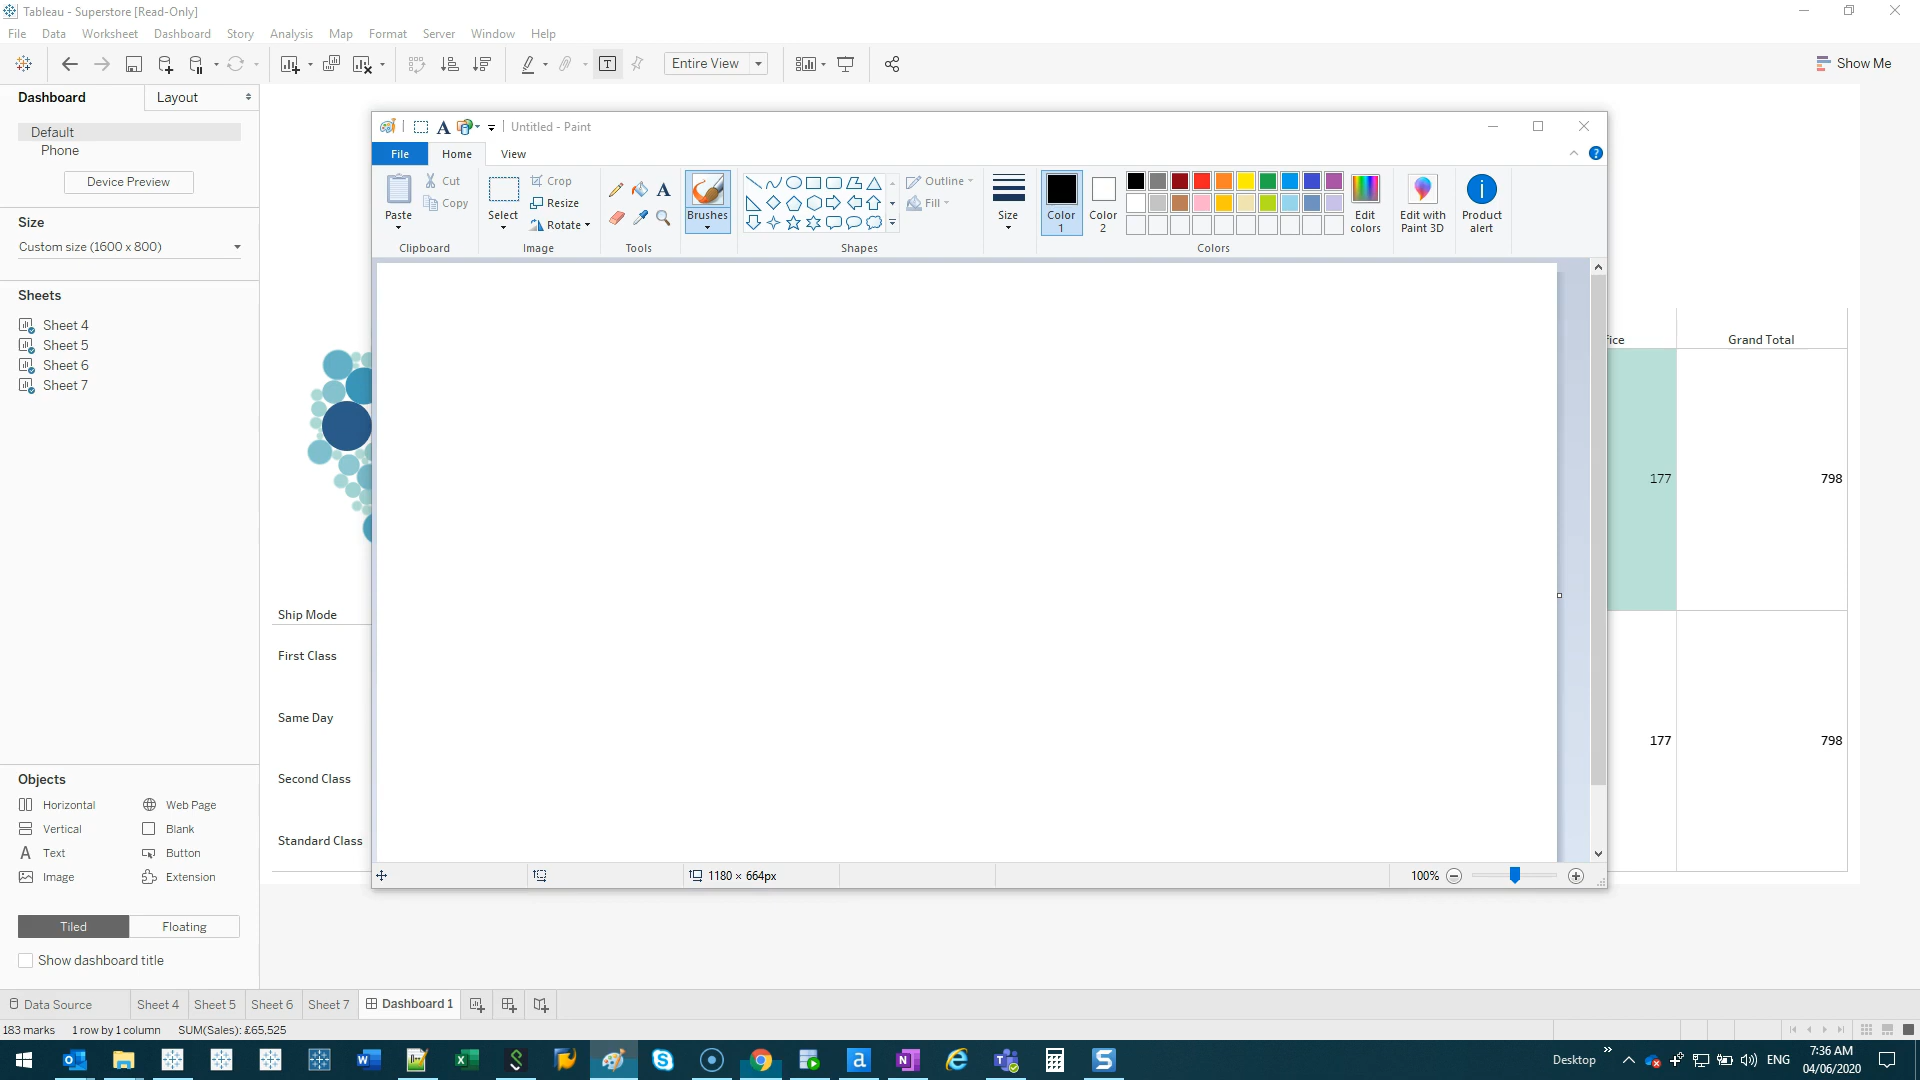 Tableau - Superstore [Read-Only]
File Data Worksheet Dashboard Story Analysis Map Format Server Window Help
Entire View
Show Me
Dashboard Layout
Default
Phone
Device Preview
Size
Custom size (1600 x 800)
Sheets
Sheet 4
Sheet 5
Sheet 6
Sheet 7
Objects
Horizontal Web Page
Vertical Blank
Text Button
Image Extension
Tiled Floating
Show dashboard title
Untitled - Paint
File Home View
Paste Cut Copy
Clipboard
Select Crop Resize Rotate
Image
Tools
Brushes
Shapes
Outline
Fill
Size
Color 1
Color 2
Edit colors
Colors
Edit with Paint 3D
Product alert
1180 × 664px
100%
Grand Total
177 798
177 798
Ship Mode
First Class
Same Day
Second Class
Standard Class
Data Source Sheet 4 Sheet 5 Sheet 6 Sheet 7 Dashboard 1
183 marks 1 row by 1 column SUM(Sales): £65,525
Desktop ENG 7:36 AM
04/06/2020